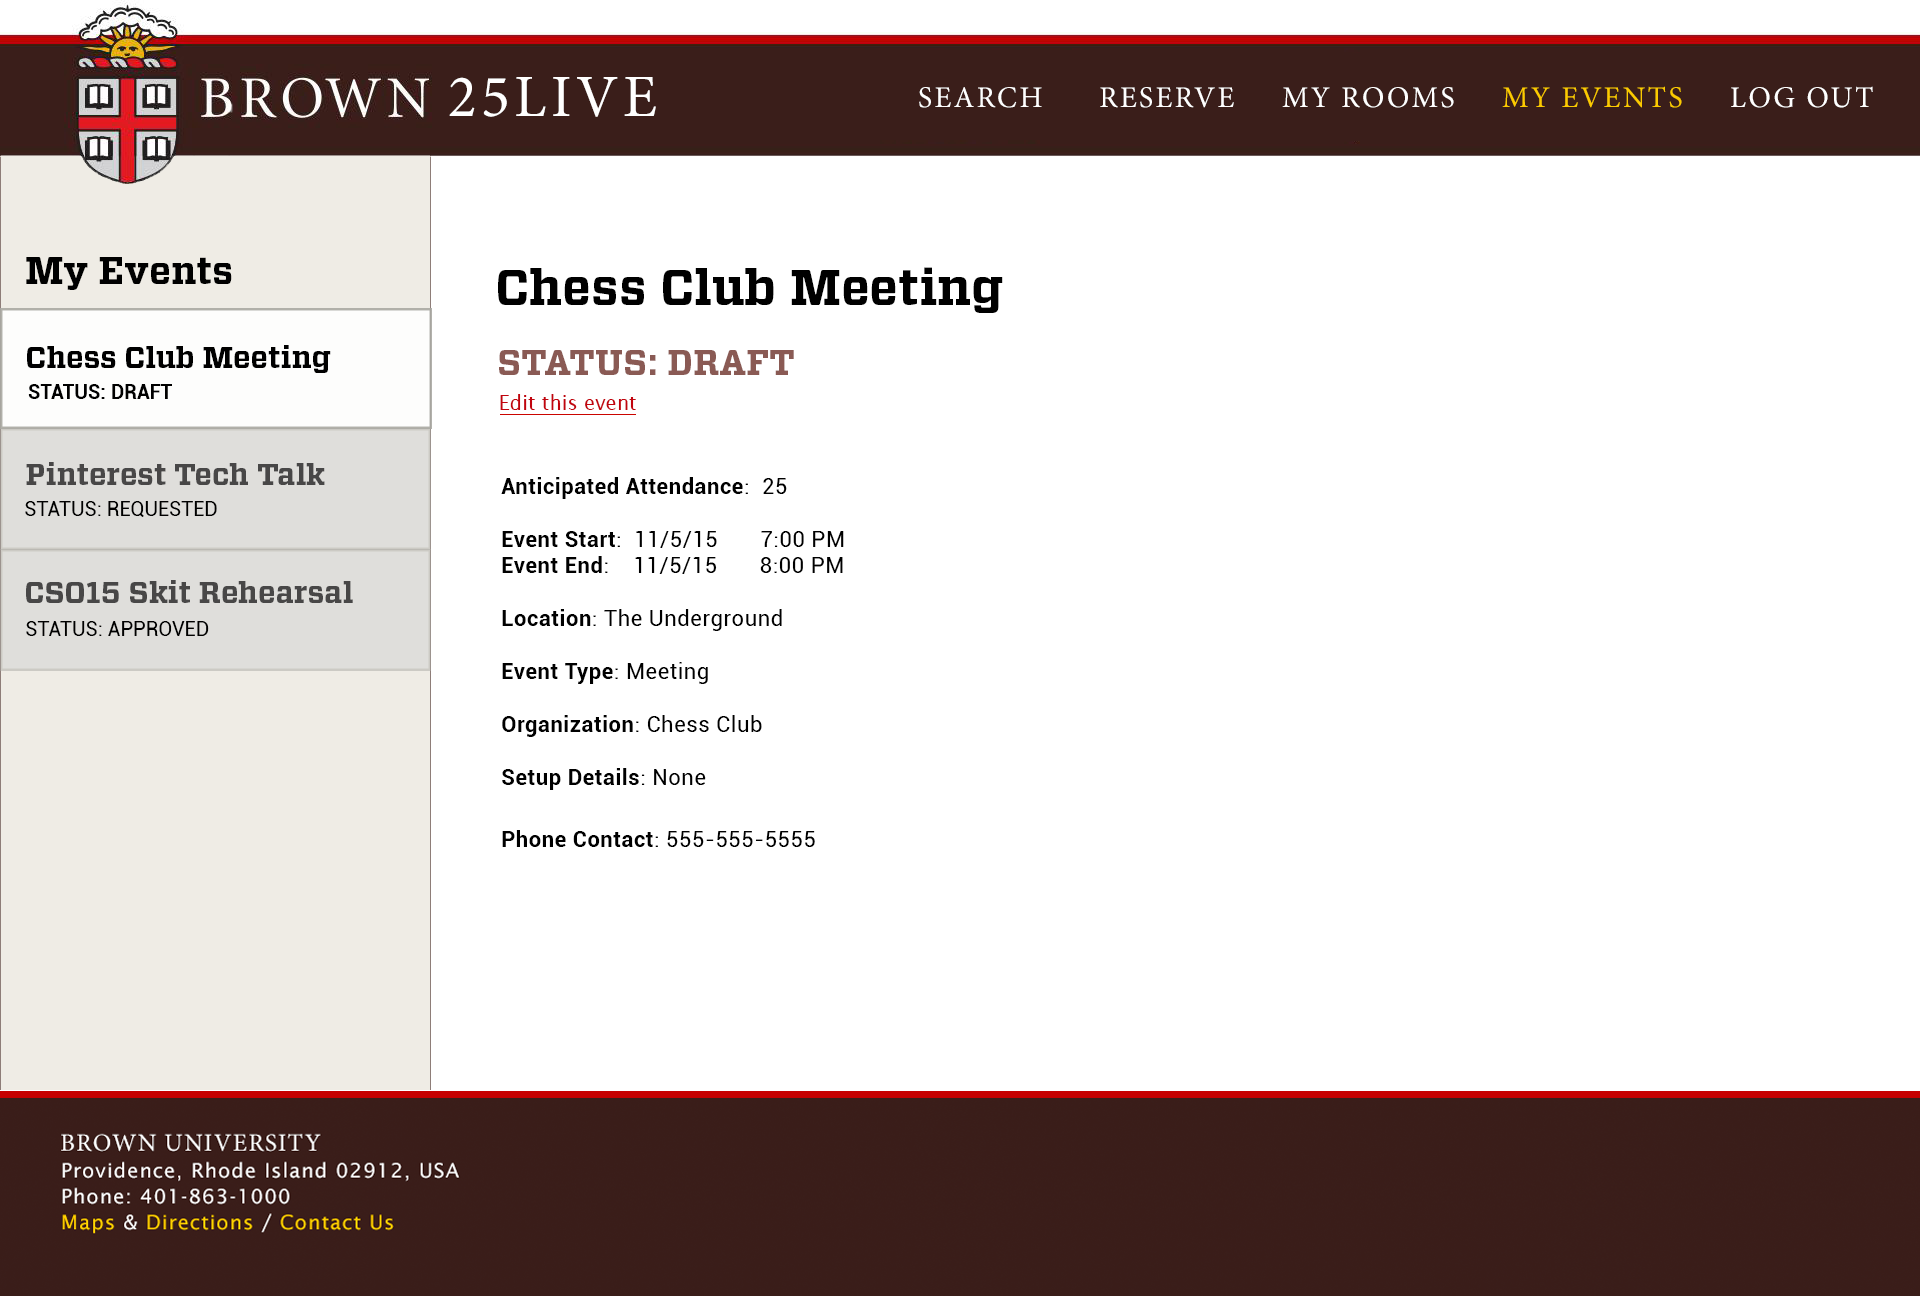 BROWN 25LIVE
SEARCH RESERVE MY ROOMS MY EVENTS LOG OUT
My Events
Chess Club Meeting
STATUS: DRAFT
Pinterest Tech Talk
STATUS: REQUESTED
CS015 Skit Rehearsal
STATUS: APPROVED
Chess Club Meeting
STATUS: DRAFT
Edit this event
Anticipated Attendance: 25
Event Start: 11/5/15 7:00 PM
Event End: 11/5/15 8:00 PM
Location: The Underground
Event Type: Meeting
Organization: Chess Club
Setup Details: None
Phone Contact: 555-555-5555
BROWN UNIVERSITY
Providence, Rhode Island 02912, USA
Phone: 401-863-1000
Maps & Directions / Contact Us